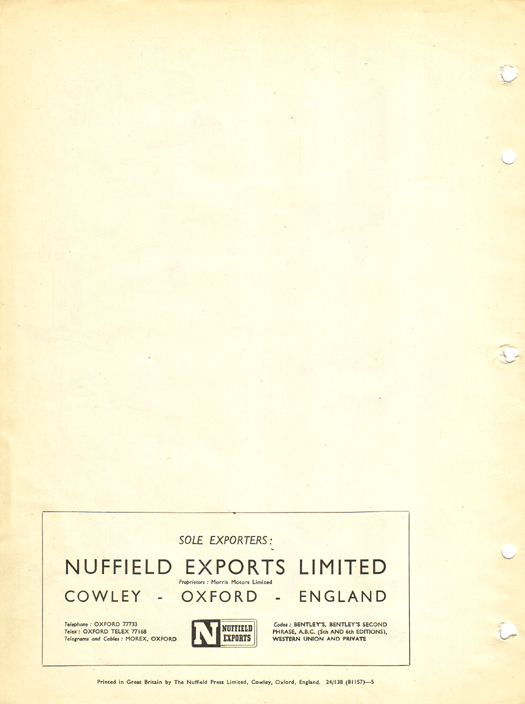 SOLE EXPORTERS:
NUFFIELD EXPORTS LIMITED
Proprietors : Morris Motors Limited
COWLEY - OXFORD - ENGLAND
Telephone : OXFORD 77733
Telex : OXFORD TELEX 77168
Telegrams and Cables : MOREX, OXFORD
N NUFFIELD
EXPORTS
Codes : BENTLEY'S, BENTLEY'S SECOND
PHRASE, A.B.C. (5th AND 6th EDITIONS),
WESTERN UNION AND PRIVATE
Printed in Great Britain by The Nuffield Press Limited, Cowley, Oxford, England. 24/138 (81157)—5